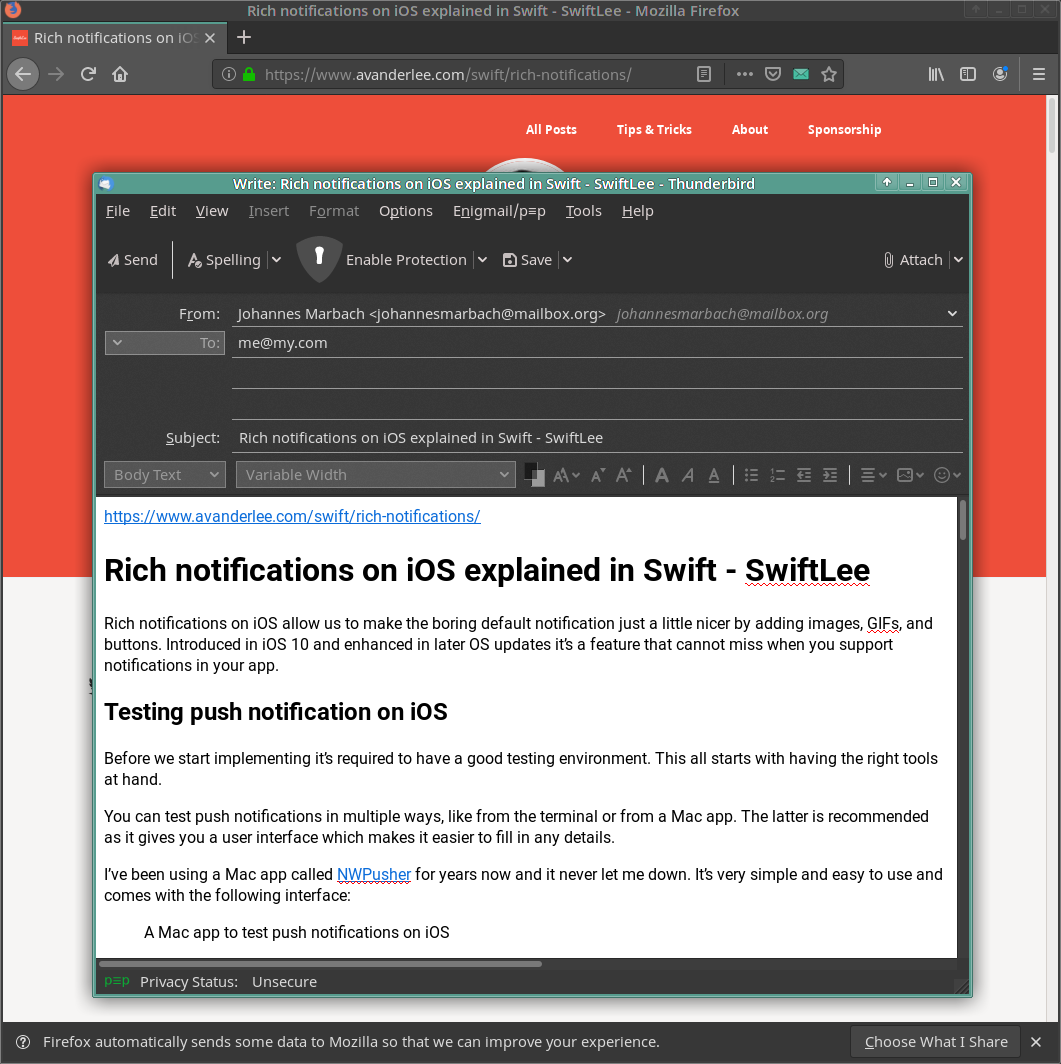 Rich notifications on iOS explained in Swift - SwiftLee - Mozilla Firefox
Rich notifications on iOS
https://www.avanderlee.com/swift/rich-notifications/
All Posts Tips & Tricks About Sponsorship
Write: Rich notifications on iOS explained in Swift - SwiftLee - Thunderbird
File Edit View Insert Format Options Enigmail/p≡p Tools Help
Send Spelling Enable Protection Save Attach
From: Johannes Marbach <johannesmarbach@mailbox.org> johannesmarbach@mailbox.org
To: me@my.com
Subject: Rich notifications on iOS explained in Swift - SwiftLee
Body Text Variable Width
https://www.avanderlee.com/swift/rich-notifications/
Rich notifications on iOS explained in Swift - SwiftLee
Rich notifications on iOS allow us to make the boring default notification just a little nicer by adding images, GIFs, and
buttons. Introduced in iOS 10 and enhanced in later OS updates it’s a feature that cannot miss when you support
notifications in your app.
Testing push notification on iOS
Before we start implementing it’s required to have a good testing environment. This all starts with having the right tools
at hand.
You can test push notifications in multiple ways, like from the terminal or from a Mac app. The latter is recommended
as it gives you a user interface which makes it easier to fill in any details.
I’ve been using a Mac app called NWPusher for years now and it never let me down. It’s very simple and easy to use and
comes with the following interface:
A Mac app to test push notifications on iOS
p≡p Privacy Status: Unsecure
Firefox automatically sends some data to Mozilla so that we can improve your experience. Choose What I Share